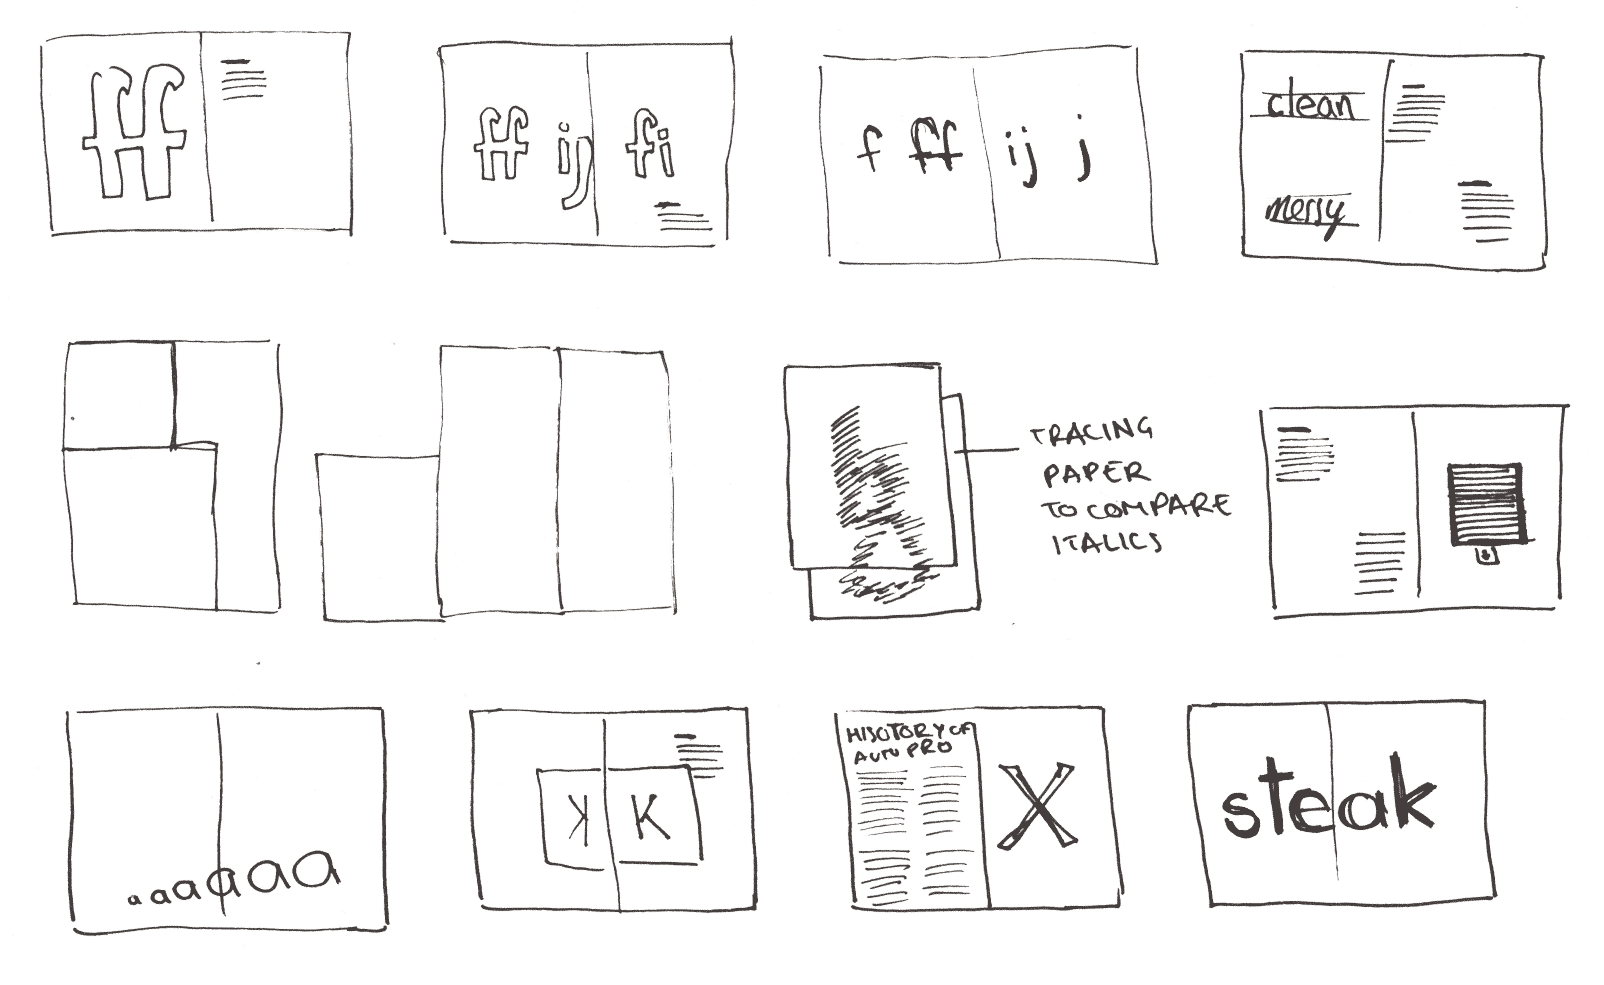 ff
ff ij fi
f ff ij j
clean
messy
b
a
TRACING
PAPER
TO COMPARE
ITALICS
a a a a a a
K K
HISOTORY OF
AUTO PRO
X
steak